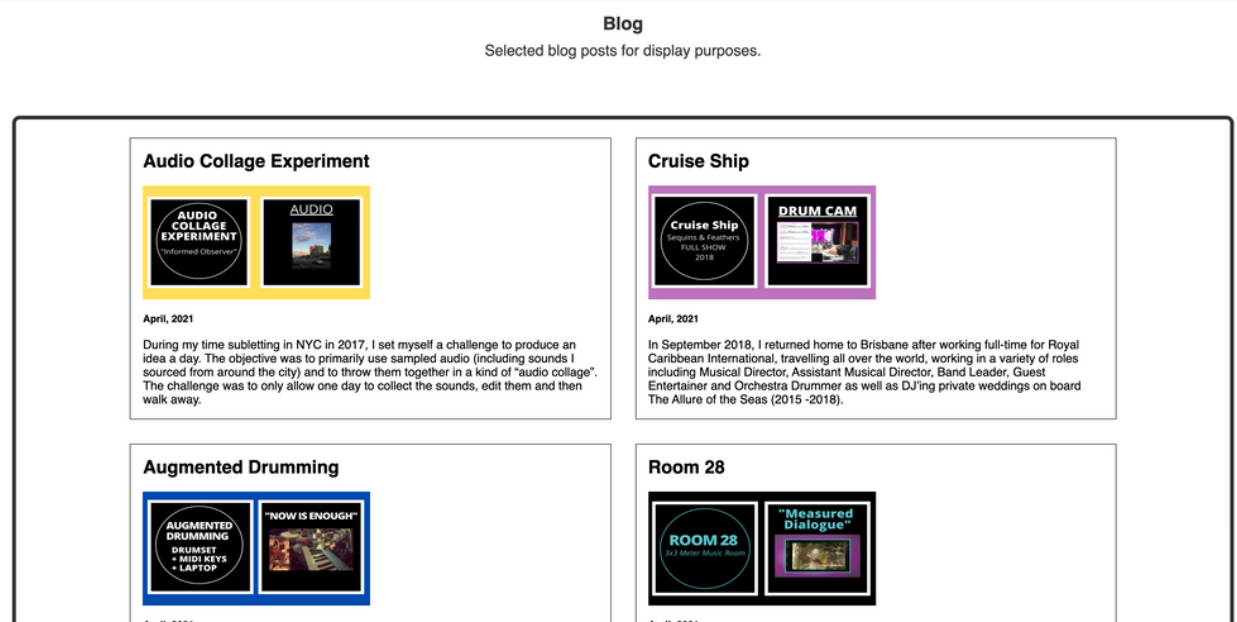 Blog
Selected blog posts for display purposes.
Audio Collage Experiment
AUDIO
COLLAGE
EXPERIMENT
"Informed Observer"
AUDIO
April, 2021
During my time subletting in NYC in 2017, I set myself a challenge to produce an
idea a day. The objective was to primarily use sampled audio (including sounds I
sourced from around the city) and to throw them together in a kind of “audio collage”.
The challenge was to only allow one day to collect the sounds, edit them and then
walk away.
Cruise Ship
Cruise Ship
Sequins & Feathers
FULL SHOW
2018
DRUM CAM
April, 2021
In September 2018, I returned home to Brisbane after working full-time for Royal
Caribbean International, travelling all over the world, working in a variety of roles
including Musical Director, Assistant Musical Director, Band Leader, Guest
Entertainer and Orchestra Drummer as well as DJ’ing private weddings on board
The Allure of the Seas (2015 -2018).
Augmented Drumming
AUGMENTED
DRUMMING
DRUMSET
+ MIDI KEYS
+ LAPTOP
"NOW IS ENOUGH"
Room 28
ROOM 28
3x3 Meter Music Room
"Measured
Dialogue"